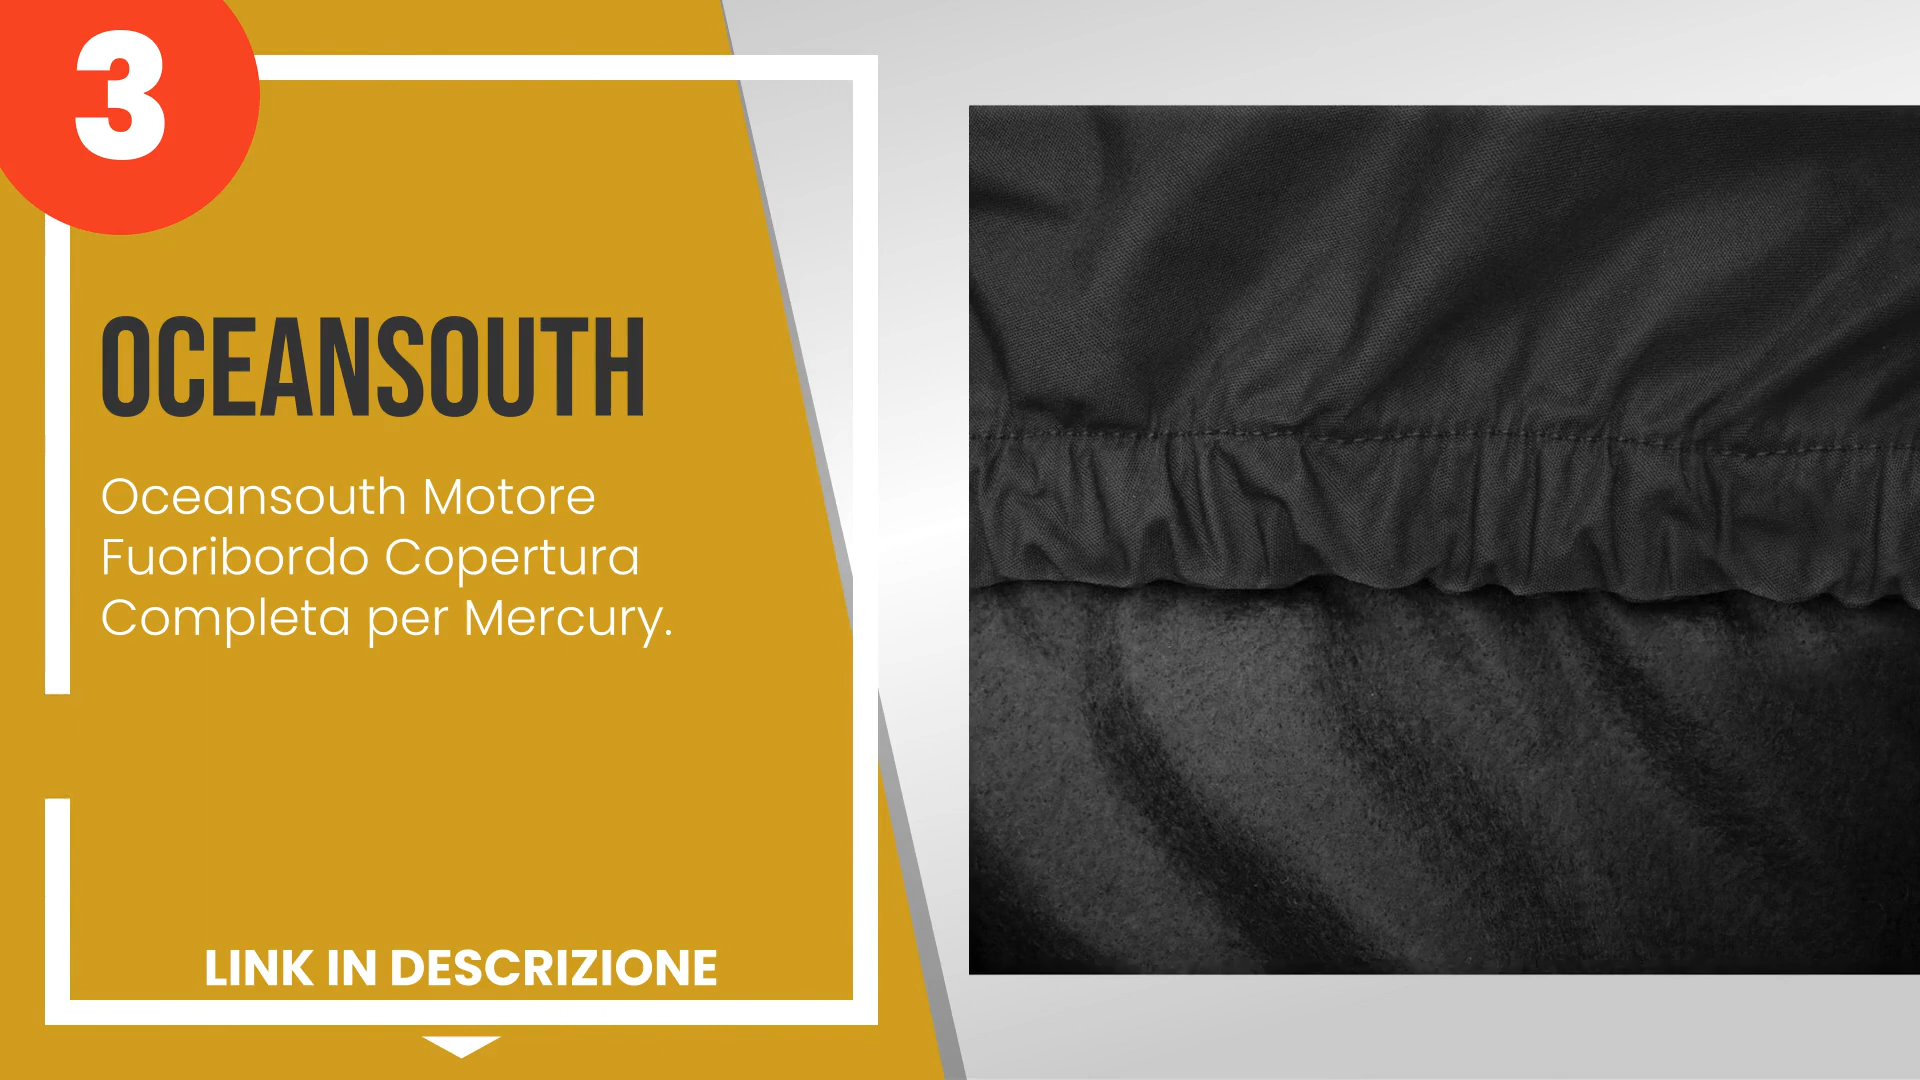 3
OCEANSOUTH
Oceansouth Motore
Fuoribordo Copertura
Completa per Mercury.
LINK IN DESCRIZIONE